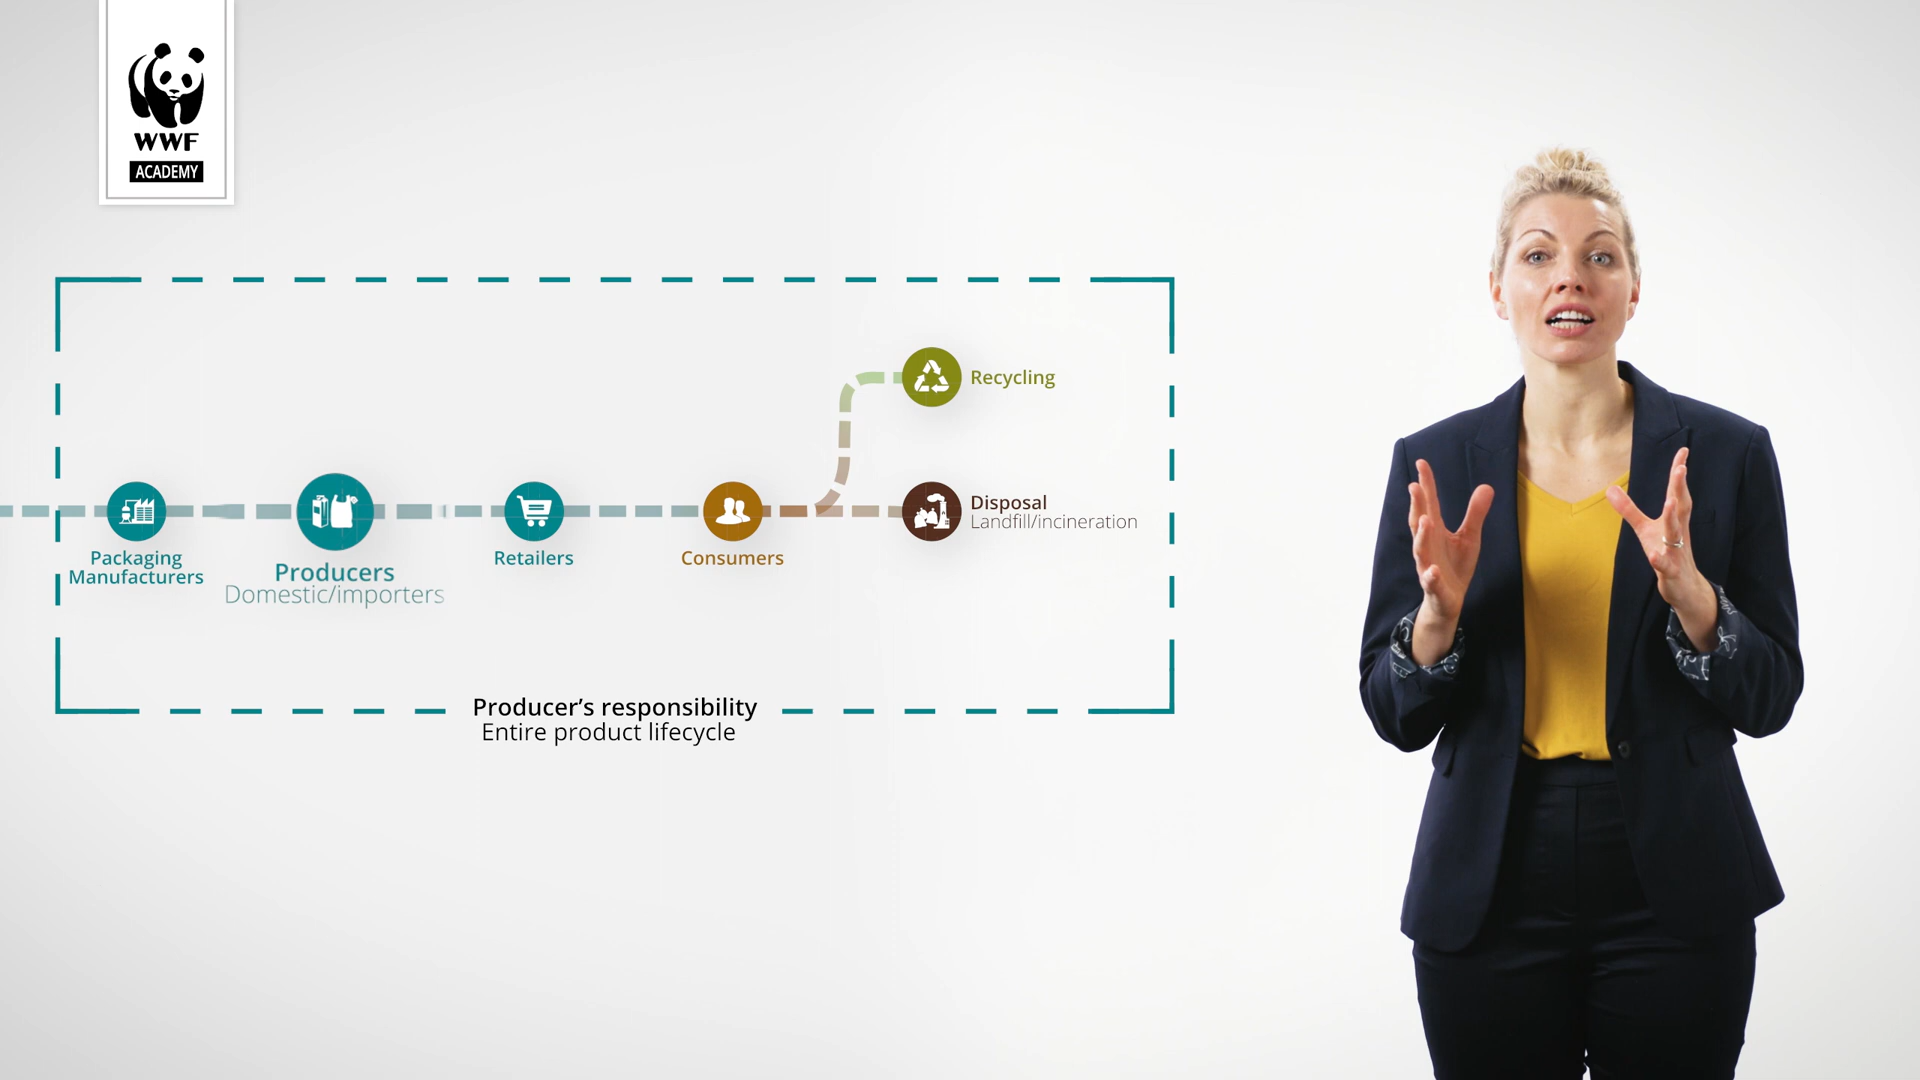 WWF
ACADEMY
Recycling
Disposal
Landfill/incineration
Packaging
Manufacturers
Producers
Domestic/importers
Retailers
Consumers
Producer’s responsibility
Entire product lifecycle